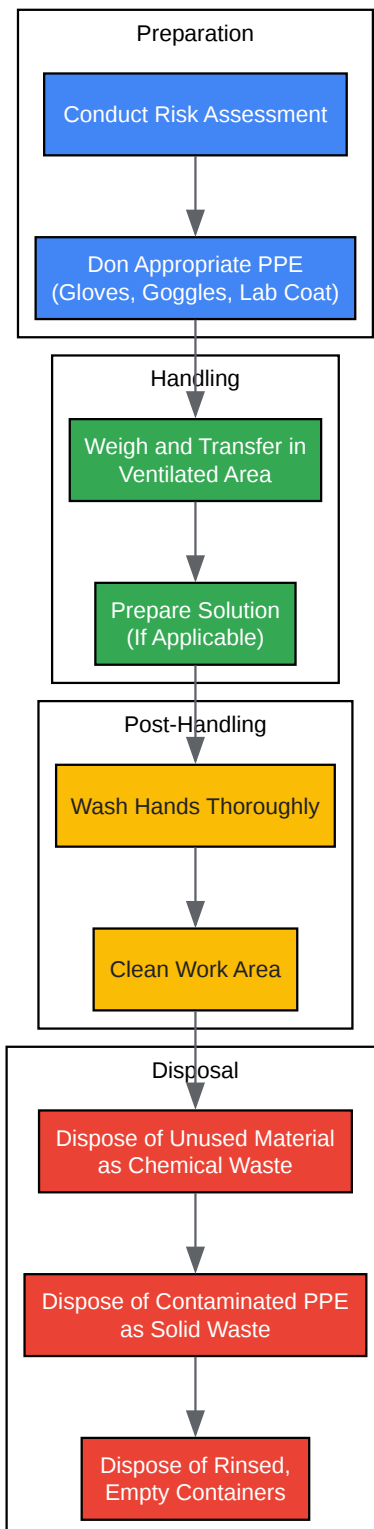 Preparation
Conduct Risk Assessment
Don Appropriate PPE
(Gloves, Goggles, Lab Coat)
Handling
Weigh and Transfer in
Ventilated Area
Prepare Solution
(If Applicable)
Post-Handling
Wash Hands Thoroughly
Clean Work Area
Disposal
Dispose of Unused Material
as Chemical Waste
Dispose of Contaminated PPE
as Solid Waste
Dispose of Rinsed,
Empty Containers